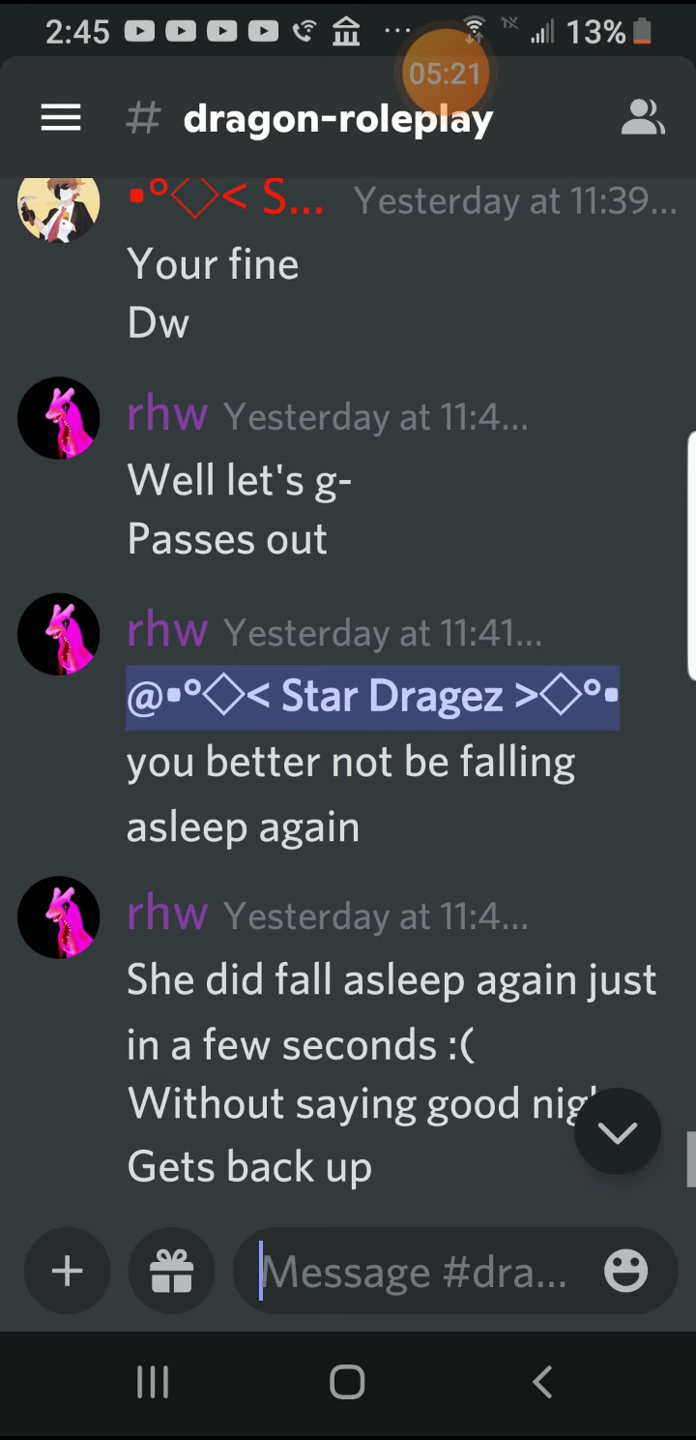 2:45 ... 13%
05:21
# dragon-roleplay
▪°◇< S... Yesterday at 11:39...
Your fine
Dw
rhw Yesterday at 11:4...
Well let's g-
Passes out
rhw Yesterday at 11:41...
@▪°◇< Star Dragez >◇°▪
you better not be falling
asleep again
rhw Yesterday at 11:4...
She did fall asleep again just
in a few seconds :(
Without saying good
Gets back up
Message #dra...